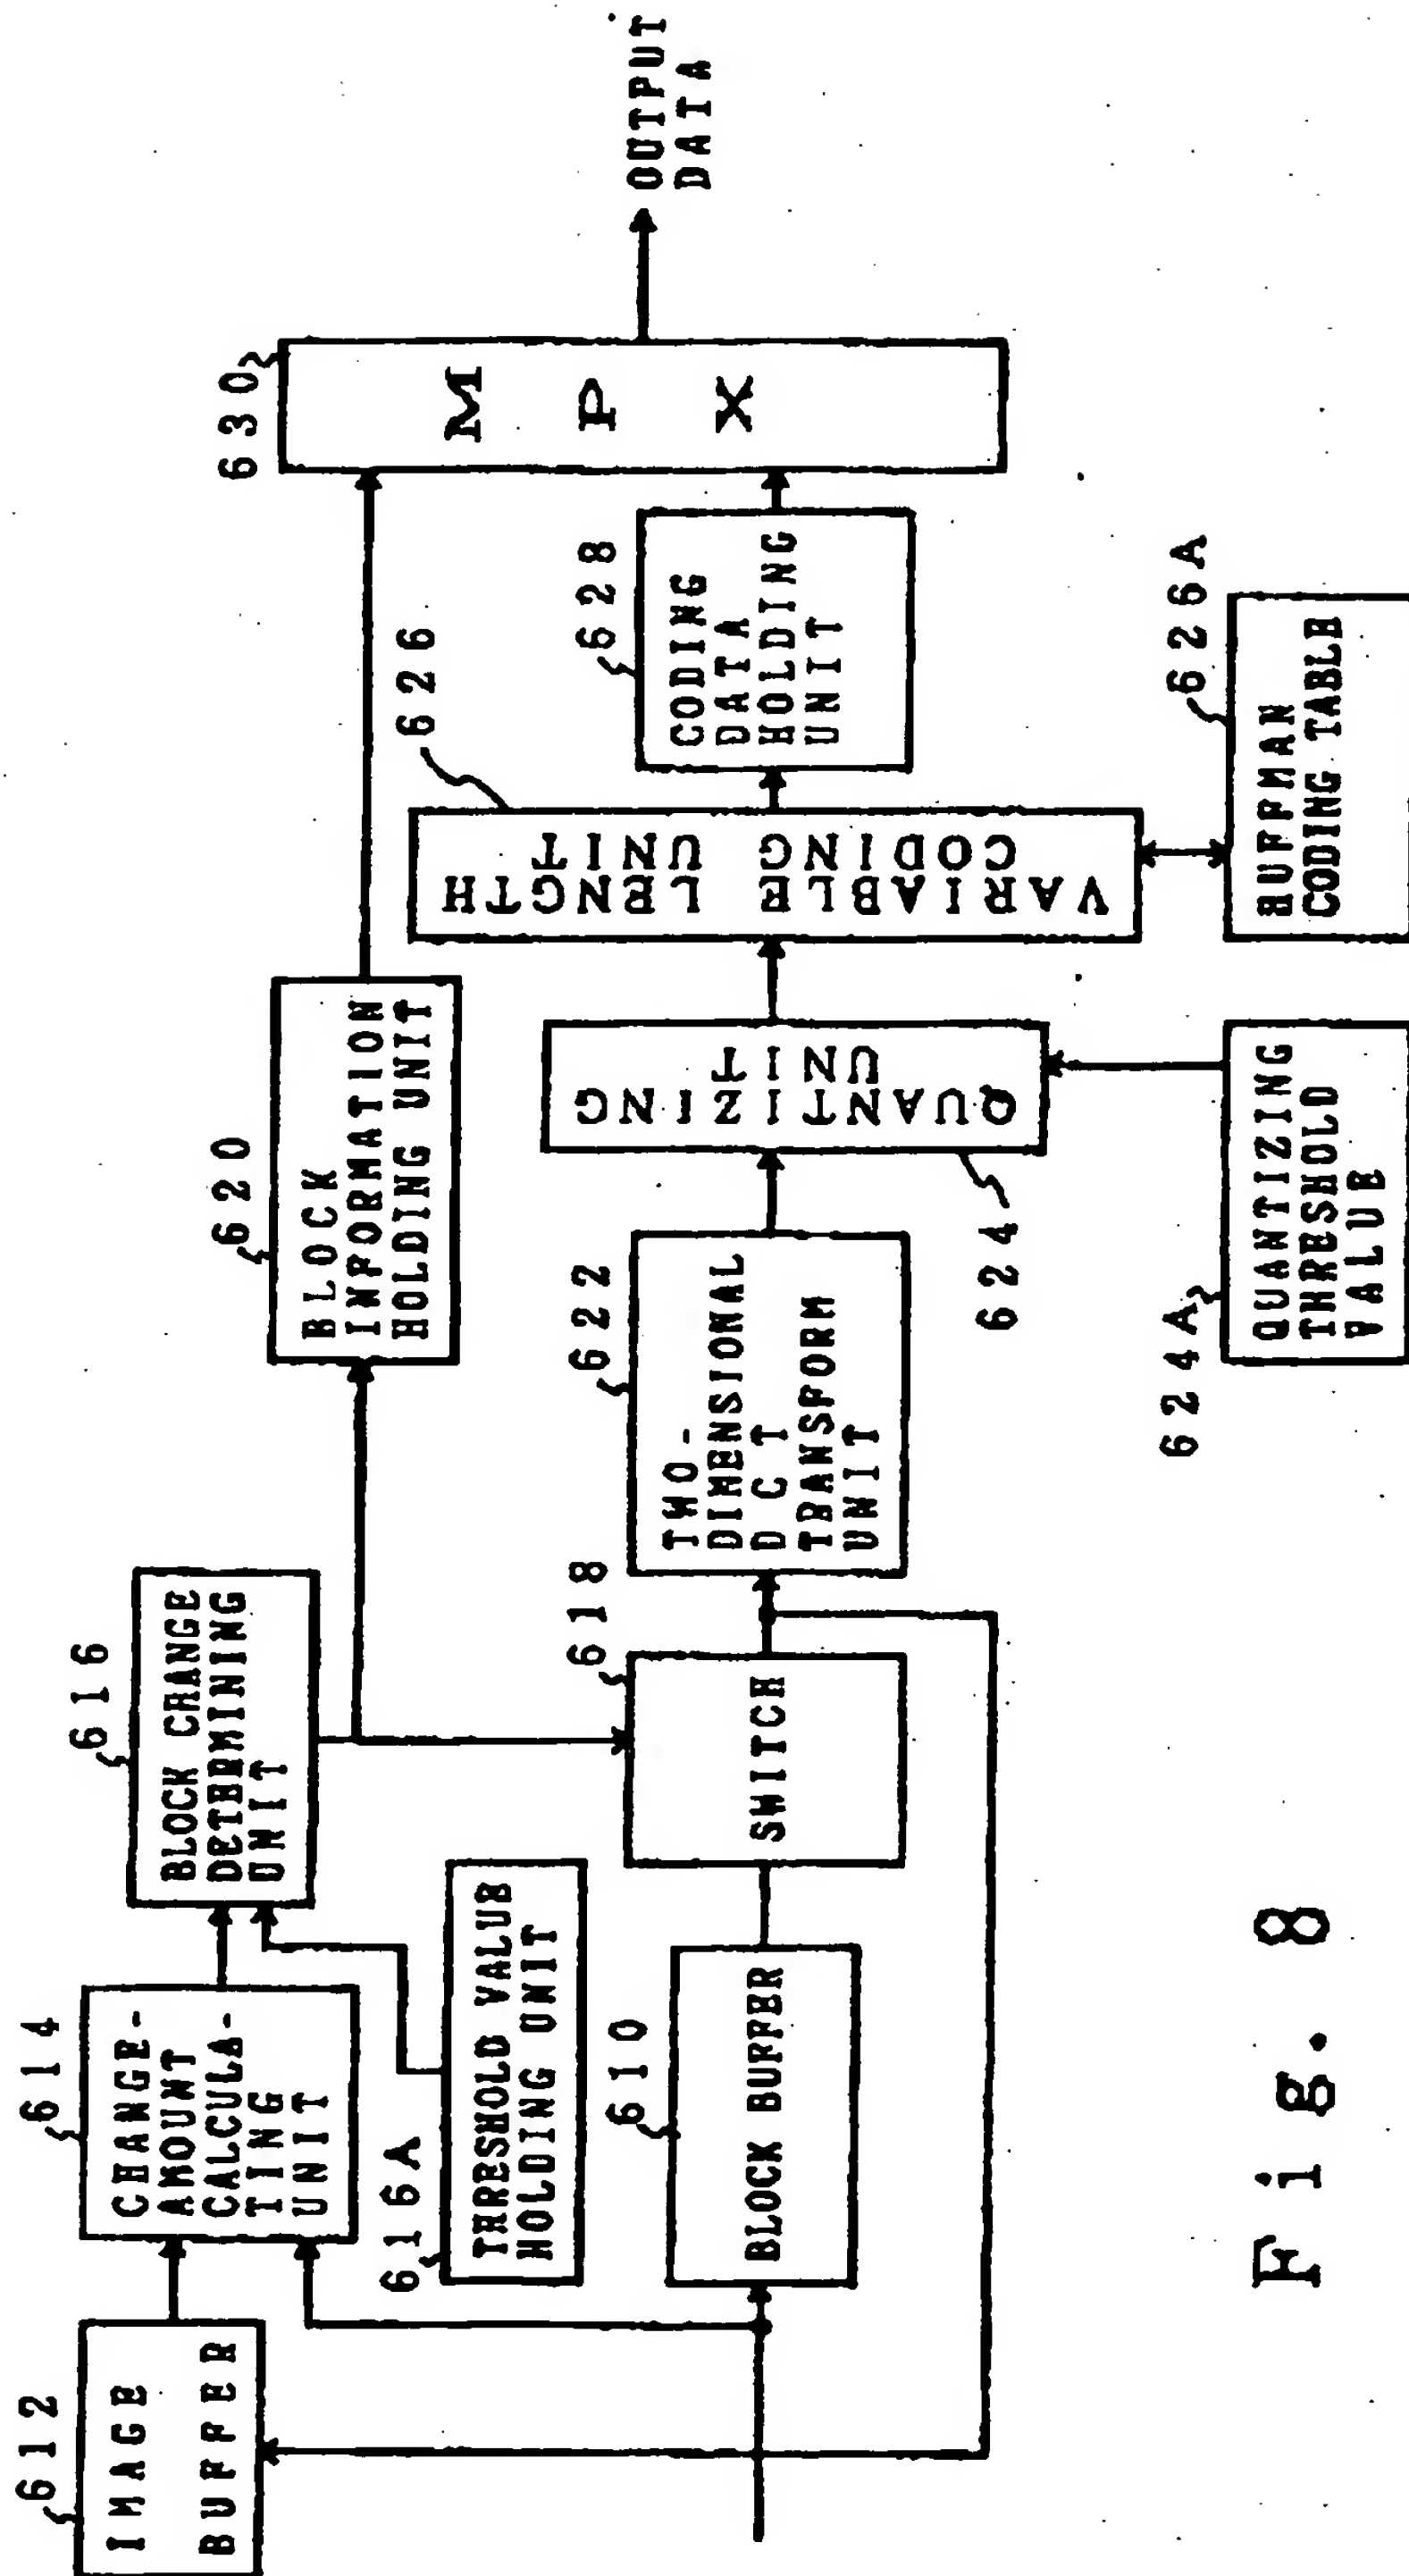 612
IMAGE
BUFFER
614
CHANGE-
AMOUNT
CALCULA-
TING
UNIT
616
BLOCK CHANGE
DETERMINING
UNIT
616A
THRESHOLD VALUE
HOLDING UNIT
610
BLOCK BUFFER
618
SWITCH
620
BLOCK
INFORMATION
HOLDING UNIT
622
TWO-
DIMENSIONAL
DCT
TRANSFORM
UNIT
624
QUANTIZING
UNIT
624A
QUANTIZING
THRESHOLD
VALUE
626
VARIABLE LENGTH
CODING UNIT
626A
HUFFMAN
CODING TABLE
628
CODING
DATA
HOLDING
UNIT
630
MPX
OUTPUT
DATA
Fig. 8